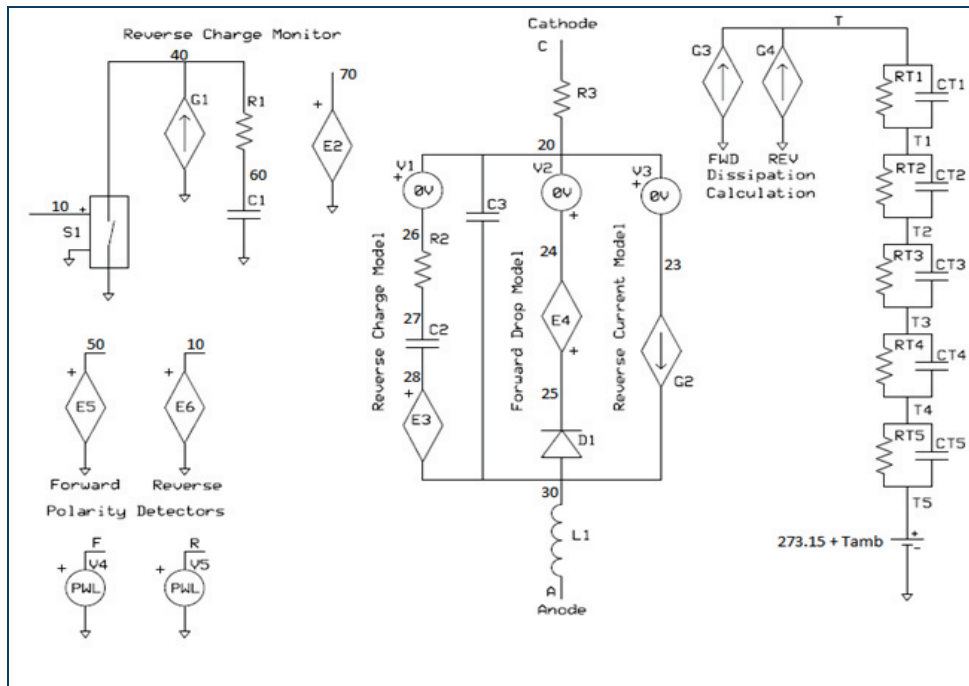 Reverse Charge Monitor
40
G1
R1
60
C1
10
+
S1
70
+
E2
Cathode
C
R3
20
V1
+
0V
26
R2
27
C2
28
+
E3
Reverse Charge Model
C3
V2
0V
+
24
E4
+
25
D1
Forward Drop Model
V3
+
0V
23
G2
Reverse Current Model
30
L1
A
Anode
T
G3
G4
FWD
REV
Dissipation
Calculation
RT1
CT1
T1
RT2
CT2
T2
RT3
CT3
T3
RT4
CT4
T4
RT5
CT5
T5
273.15 + Tamb
+
-
50
+
E5
10
+
E6
Forward
Reverse
Polarity Detectors
F
V4
+
PWL
R
V5
+
PWL